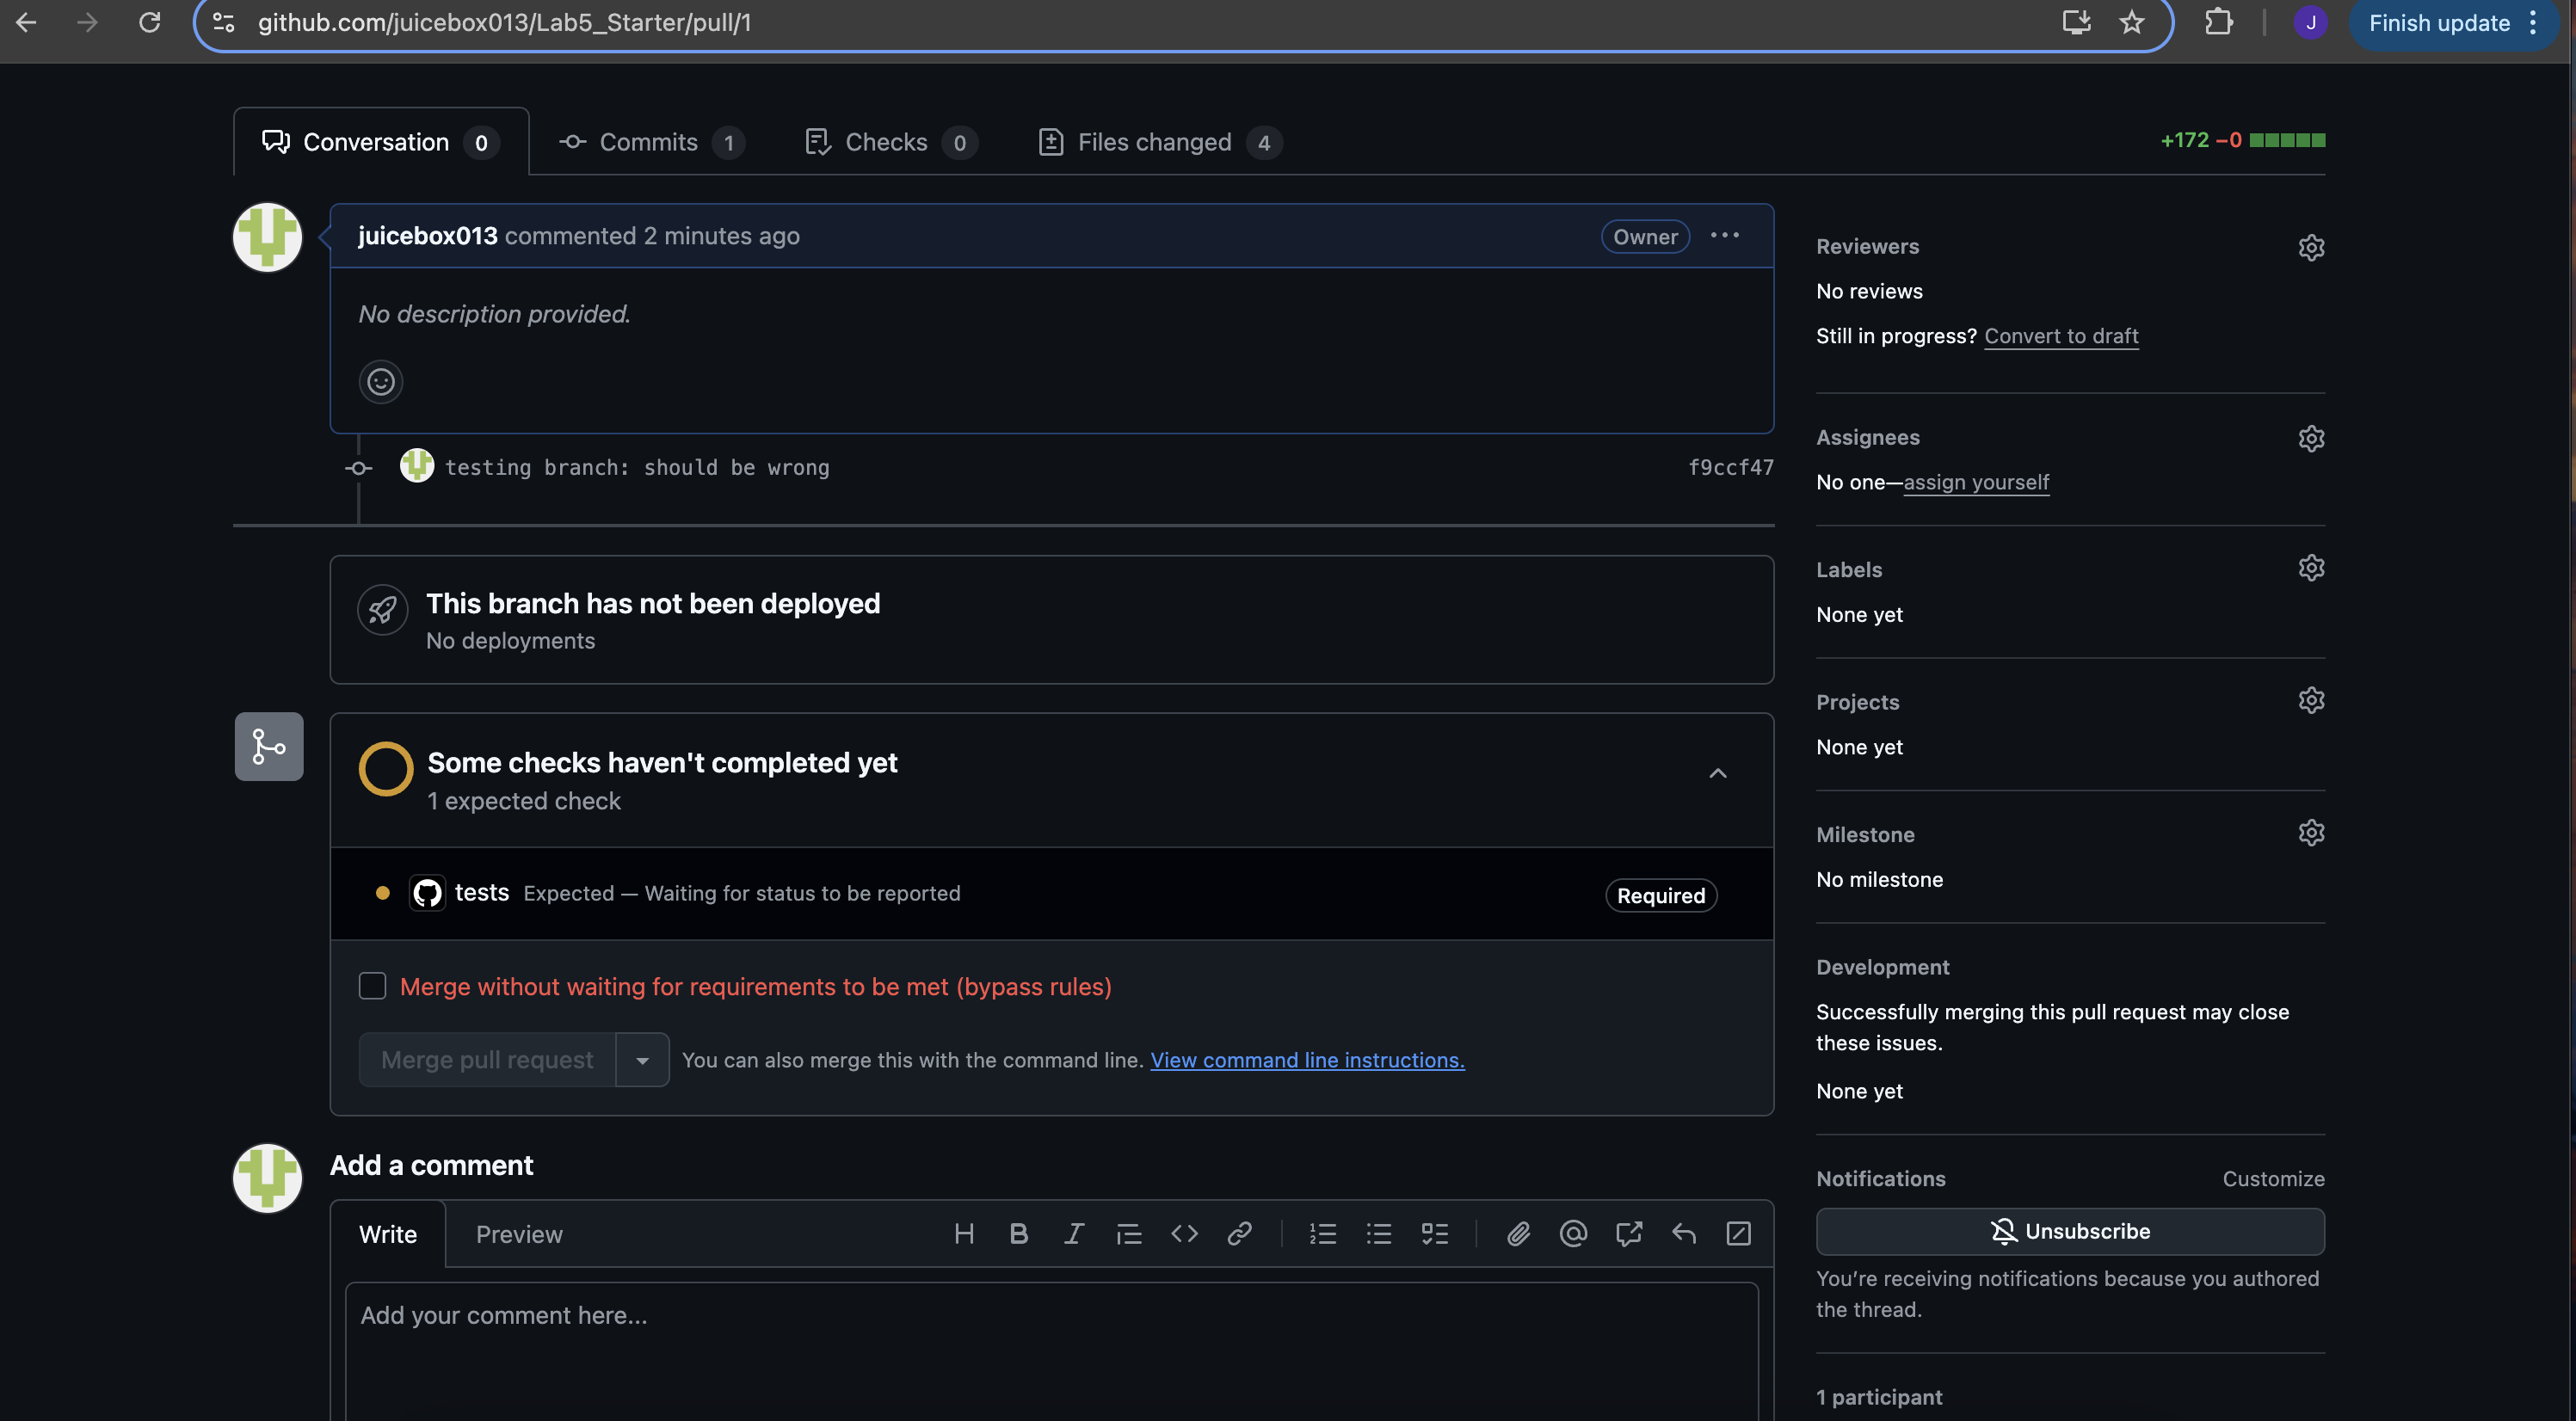 github.com/juicebox013/Lab5_Starter/pull/1
J
Finish update
Conversation 0
Commits 1
Checks 0
Files changed 4
+172 −0
juicebox013 commented 2 minutes ago
Owner
No description provided.
testing branch: should be wrong
f9ccf47
This branch has not been deployed
No deployments
Some checks haven't completed yet
1 expected check
tests Expected — Waiting for status to be reported
Required
Merge without waiting for requirements to be met (bypass rules)
Merge pull request
You can also merge this with the command line. View command line instructions.
Add a comment
Write
Preview
Add your comment here...
Reviewers
No reviews
Still in progress? Convert to draft
Assignees
No one—assign yourself
Labels
None yet
Projects
None yet
Milestone
No milestone
Development
Successfully merging this pull request may close
these issues.
None yet
Notifications
Customize
Unsubscribe
You’re receiving notifications because you authored
the thread.
1 participant